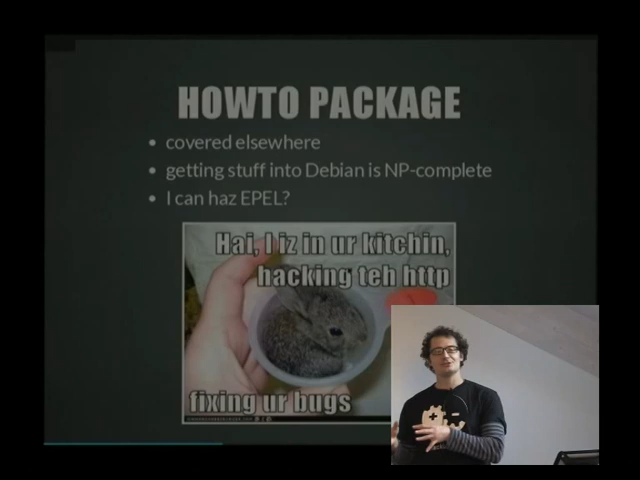 HOWTO PACKAGE
• covered elsewhere
• getting stuff into Debian is NP-complete
• I can haz EPEL?
Hai, I iz in ur kitchin,
hacking teh http
fixing ur bugs